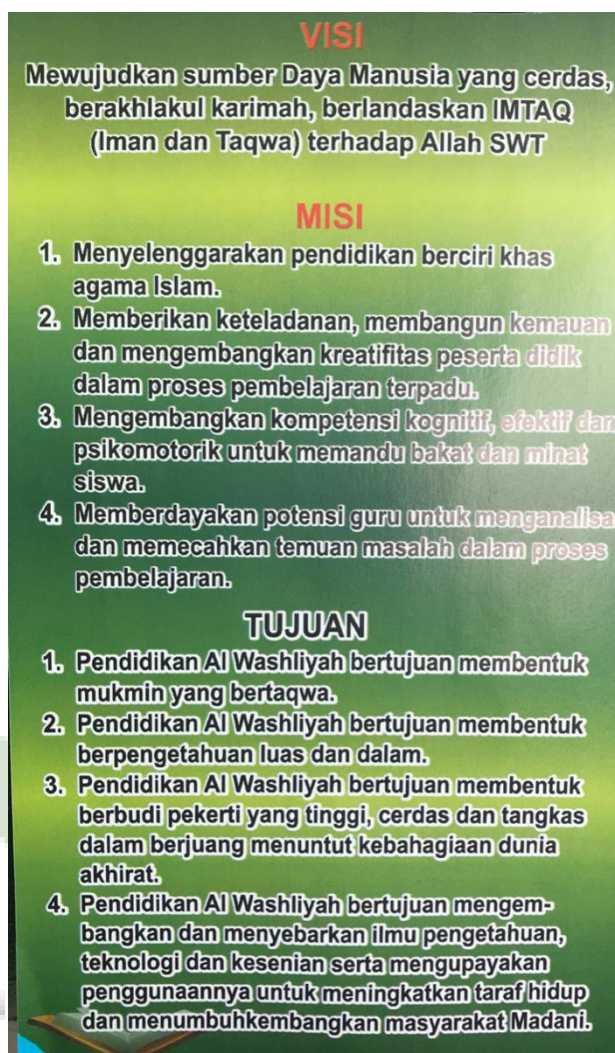 VISI
Mewujudkan sumber Daya Manusia yang cerdas,
berakhlakul karimah, berlandaskan IMTAQ
(Iman dan Taqwa) terhadap Allah SWT
MISI
1. Menyelenggarakan pendidikan berciri khas
agama Islam.
2. Memberikan keteladanan, membangun kemauan
dan mengembangkan kreatifitas peserta didik
dalam proses pembelajaran terpadu.
3. Mengembangkan kompetensi kognitif, efektif dan
psikomotorik untuk memandu bakat dan minat
siswa.
4. Memberdayakan potensi guru untuk menganalisa
dan memecahkan temuan masalah dalam proses
pembelajaran.
TUJUAN
1. Pendidikan Al Washliyah bertujuan membentuk
mukmin yang bertaqwa.
2. Pendidikan Al Washliyah bertujuan membentuk
berpengetahuan luas dan dalam.
3. Pendidikan Al Washliyah bertujuan membentuk
berbudi pekerti yang tinggi, cerdas dan tangkas
dalam berjuang menuntut kebahagiaan dunia
akhirat.
4. Pendidikan Al Washliyah bertujuan mengem-
bangkan dan menyebarkan ilmu pengetahuan,
teknologi dan kesenian serta mengupayakan
penggunaannya untuk meningkatkan taraf hidup
dan menumbuhkembangkan masyarakat Madani.